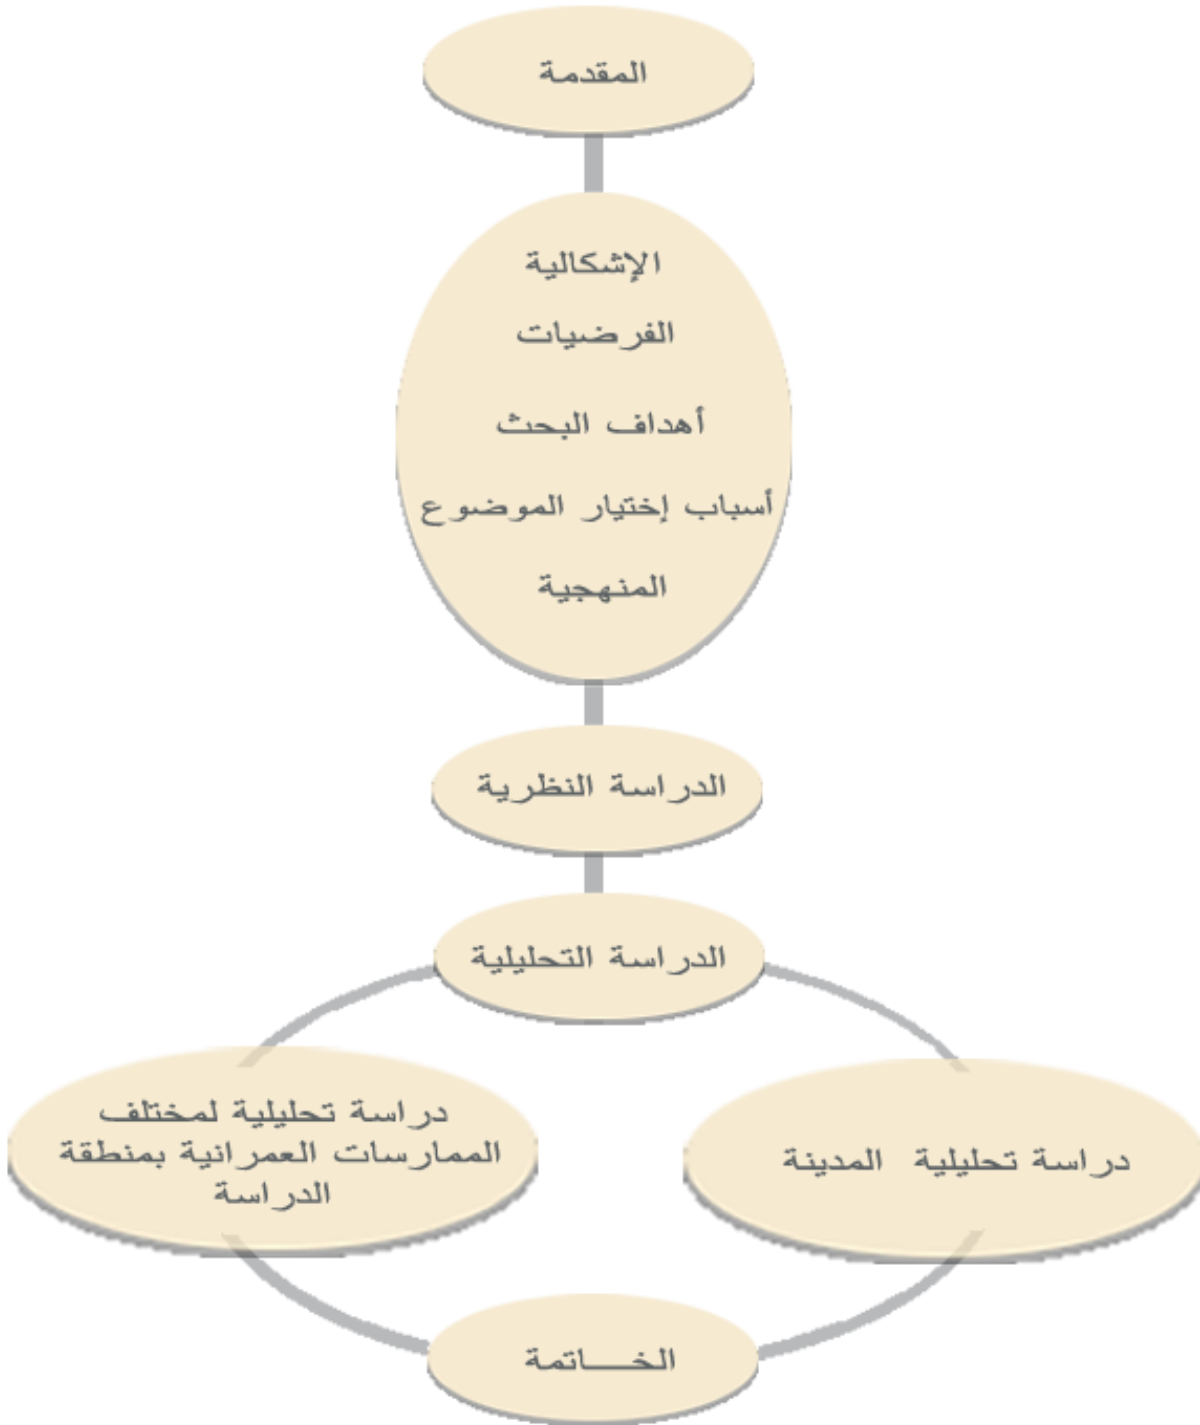 المقدمة
الإشكالية
الفرضيات
أهداف البحث
أسباب إختيار الموضوع
المنهجية
الدراسة النظرية
الدراسة التحليلية
دراسة تحليلية المدينة
دراسة تحليلية لمختلف
الممارسات العمرانية بمنطقة
الدراسة
الخـــاتمة